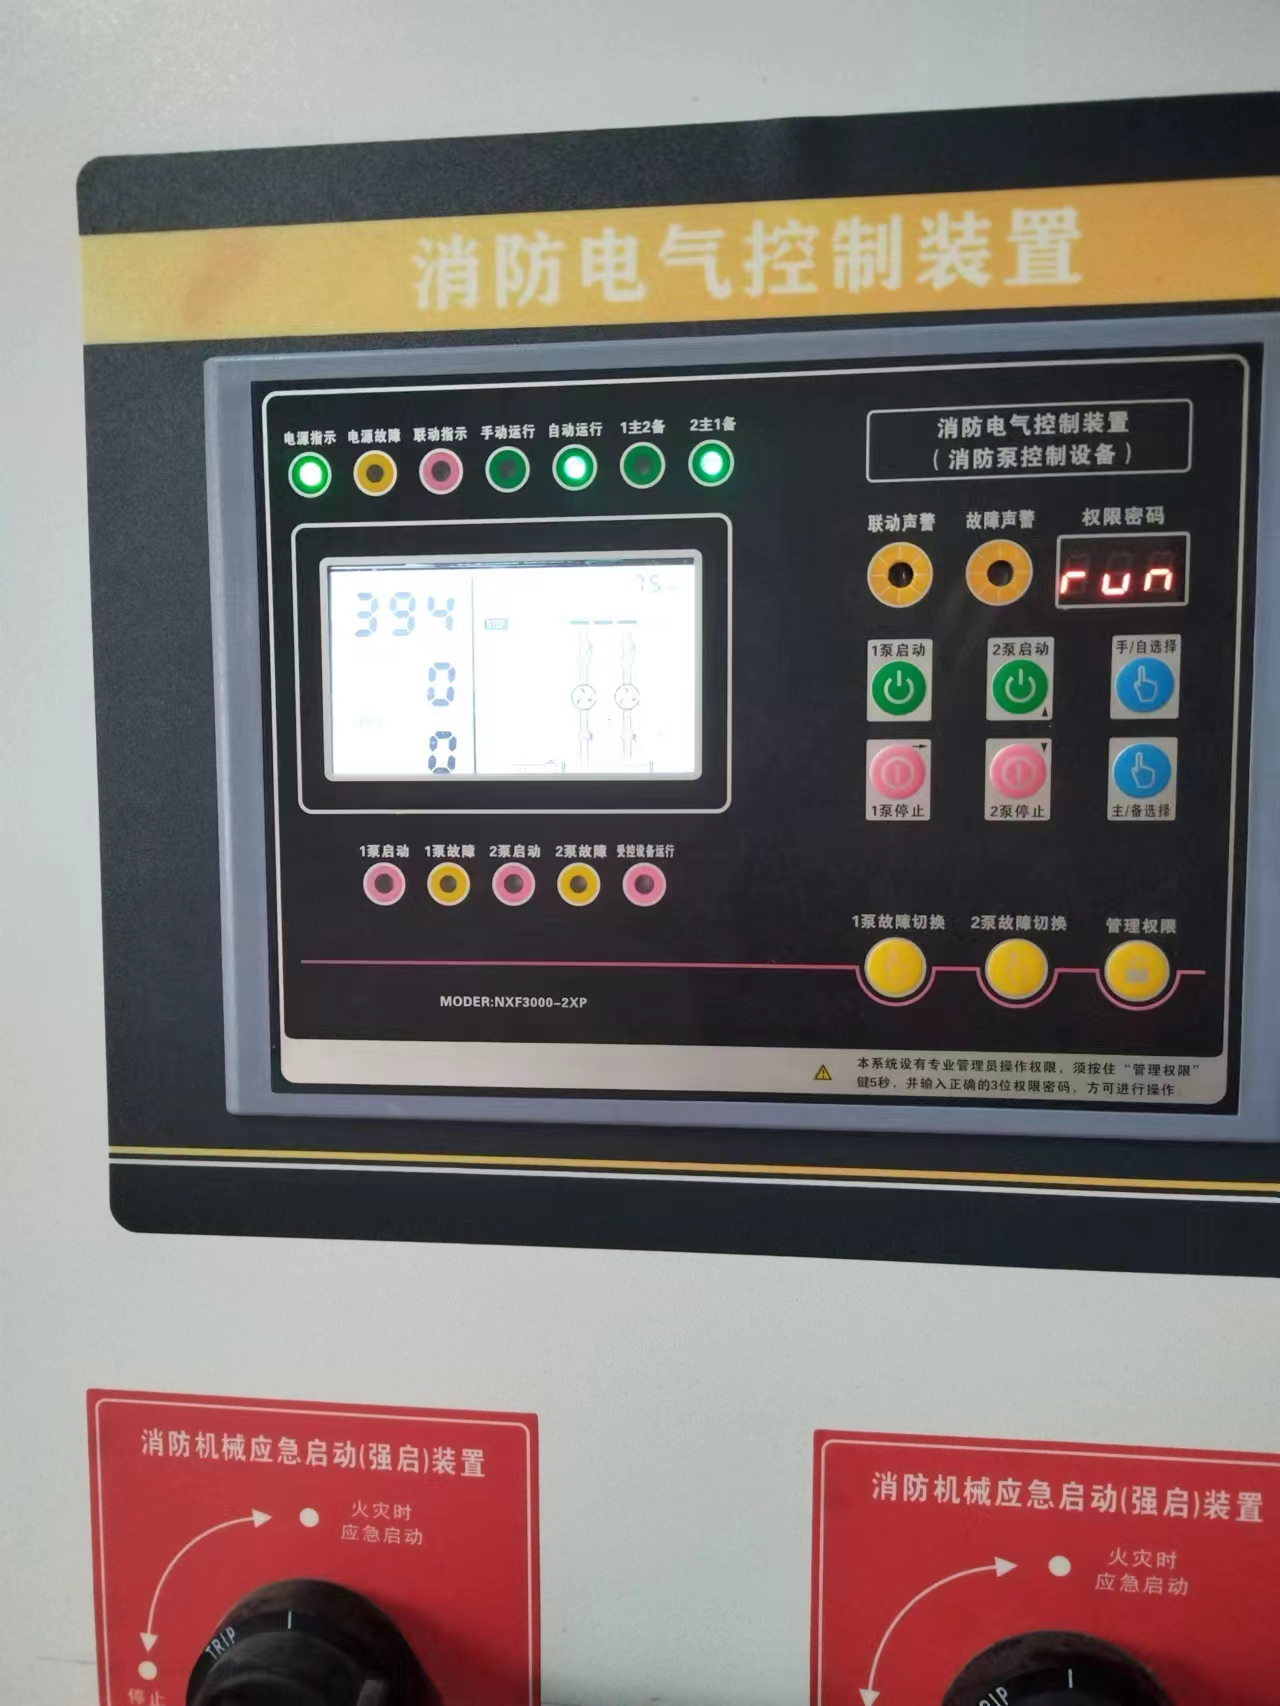 消防电气控制装置
电源指示 电源故障 联动指示 手动运行 自动运行 1主2备 2主1备
消防电气控制装置
（消防泵控制设备）
联动声警 故障声警 权限密码
run
394
75
STOP
0
0
1泵启动 2泵启动 手/自选择
1泵停止 2泵停止 主/备选择
1泵启动 1泵故障 2泵启动 2泵故障 受控设备运行
1泵故障切换 2泵故障切换 管理权限
MODER:NXF3000-2XP
本系统设有专业管理员操作权限，须按住“管理权限”
键5秒，并输入正确的3位权限密码，方可进行操作。
消防机械应急启动(强启)装置
火灾时
应急启动
TRIP
停止
消防机械应急启动(强启)装置
火灾时
应急启动